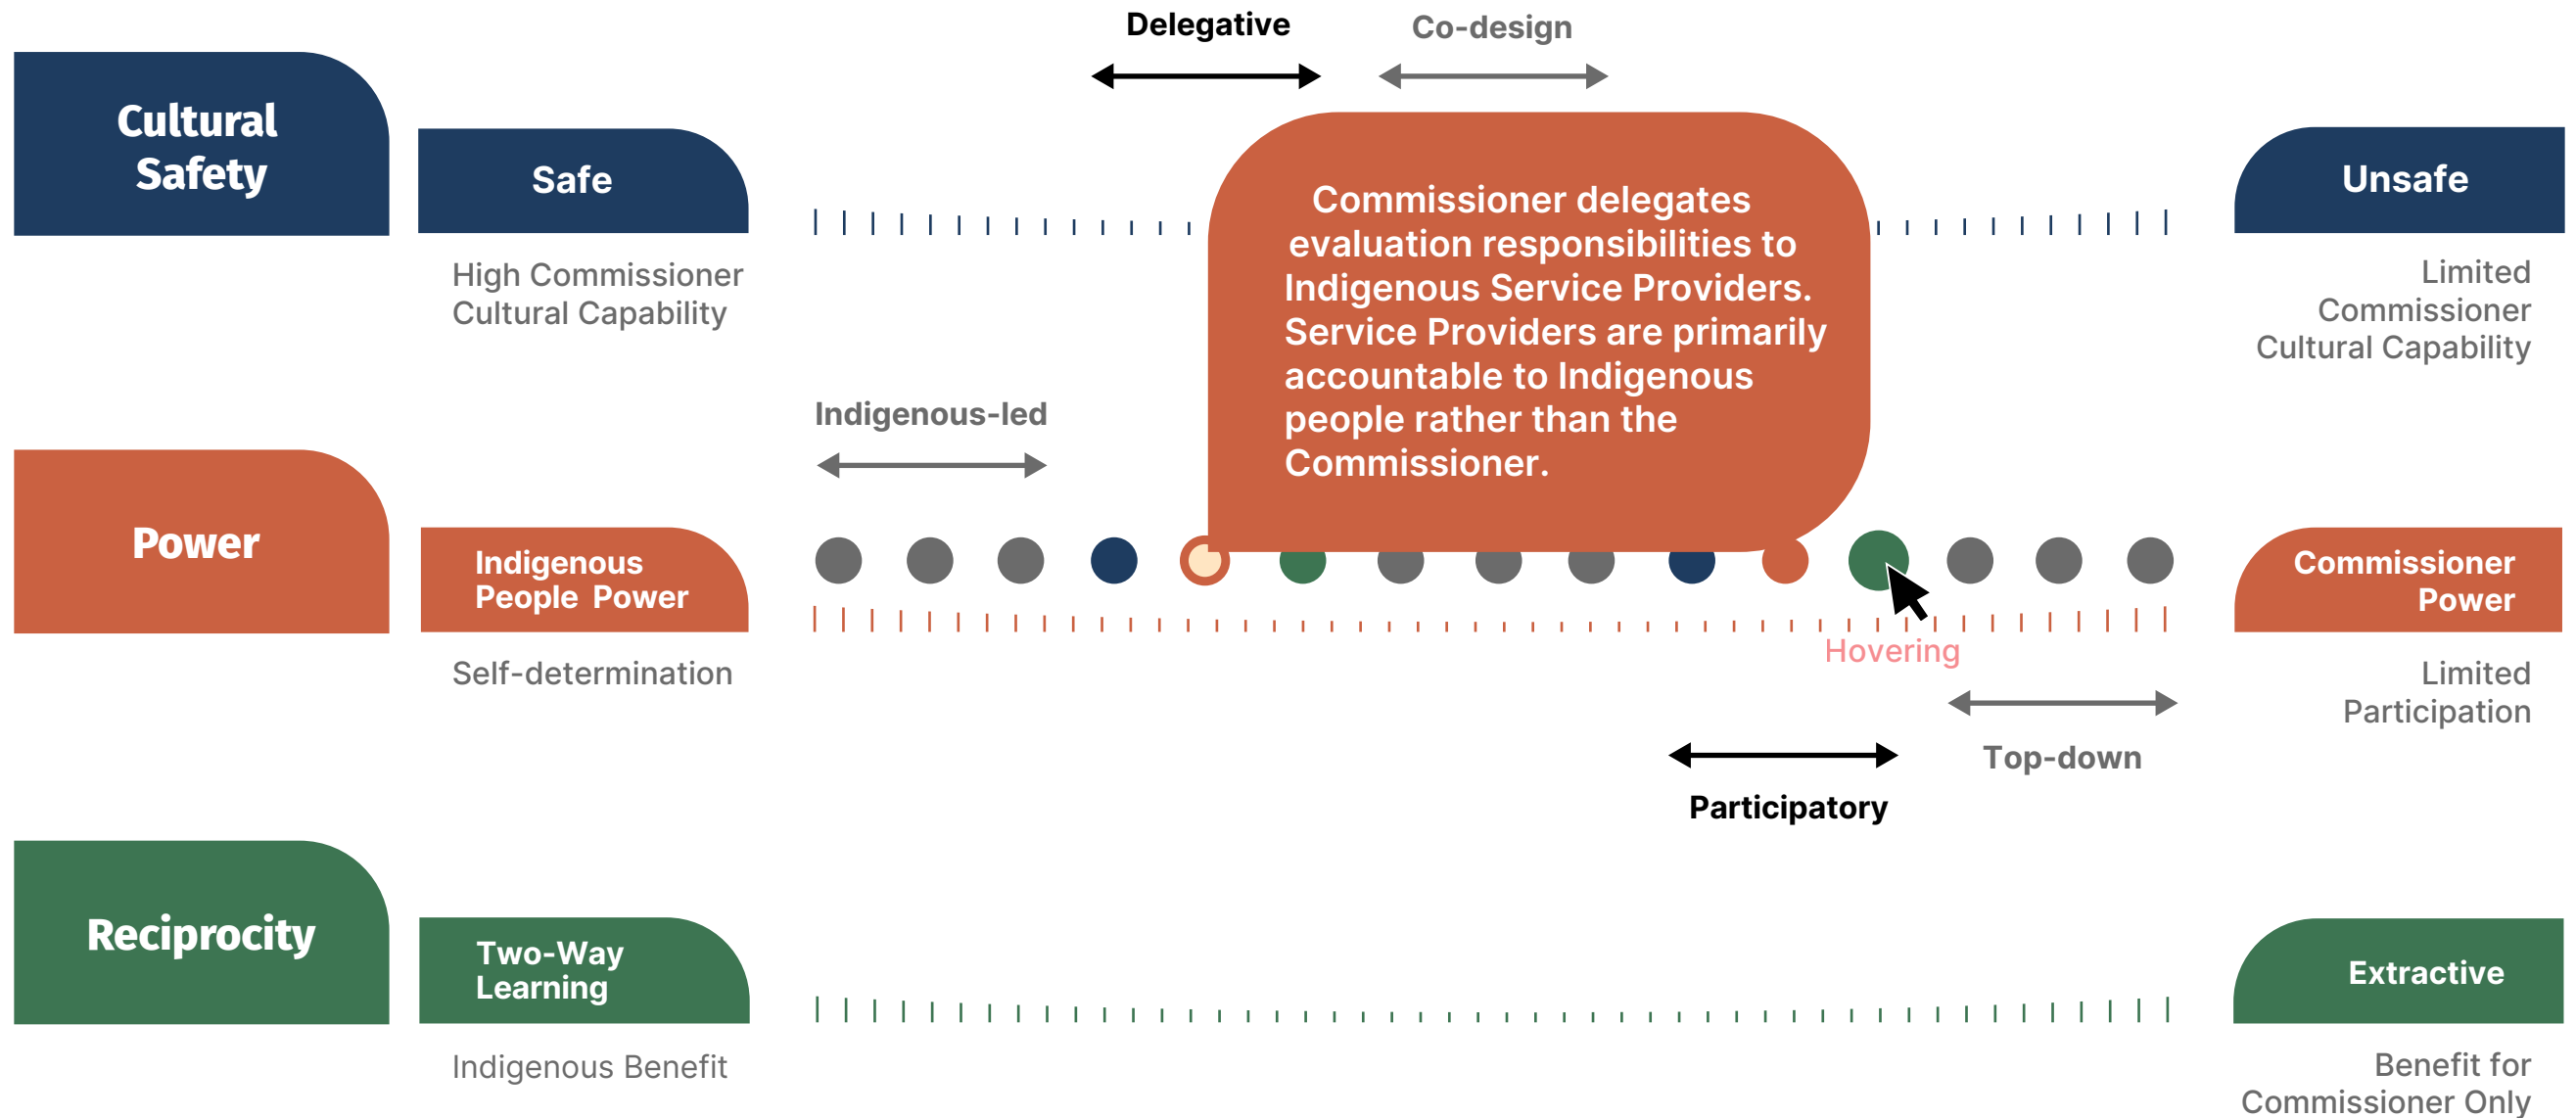 Delegative
Co-design
Cultural
Safety
Safe
High Commissioner
Cultural Capability
Commissioner delegates
evaluation responsibilities to
Indigenous Service Providers.
Service Providers are primarily
accountable to Indigenous
people rather than the
Commissioner.
Unsafe
Limited
Commissioner
Cultural Capability
Indigenous-led
Power
Indigenous
People Power
Self-determination
Commissioner
Power
Limited
Participation
Hovering
Top-down
Participatory
Reciprocity
Two-Way
Learning
Indigenous Benefit
Extractive
Benefit for
Commissioner Only